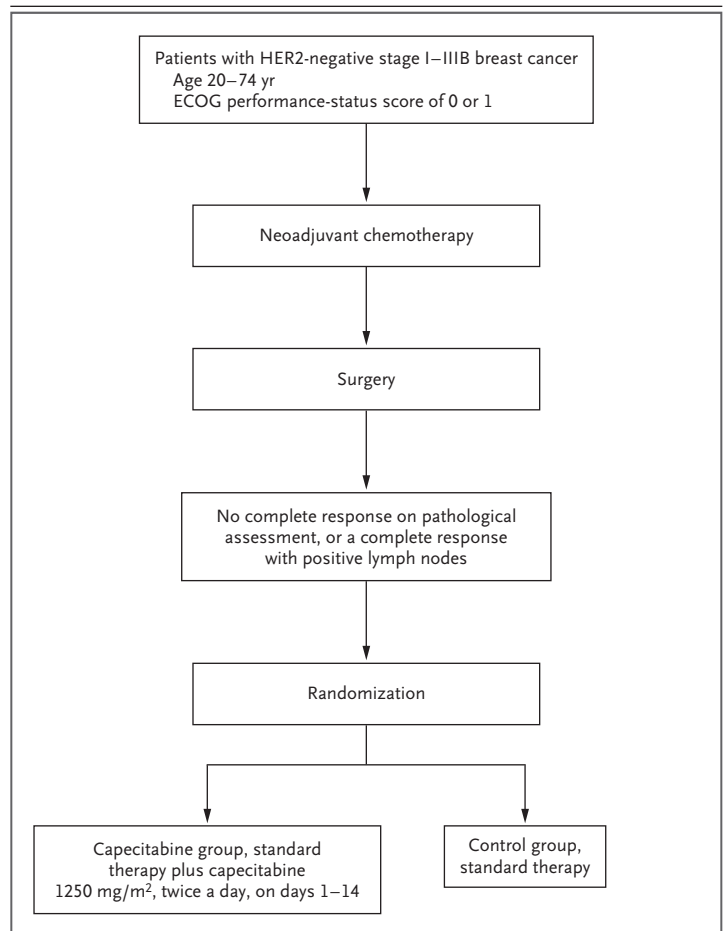 Patients with HER2-negative stage I–IIIB breast cancer
Age 20–74 yr
ECOG performance-status score of 0 or 1
Neoadjuvant chemotherapy
Surgery
No complete response on pathological
assessment, or a complete response
with positive lymph nodes
Randomization
Capecitabine group, standard
therapy plus capecitabine
1250 mg/m², twice a day, on days 1–14
Control group,
standard therapy